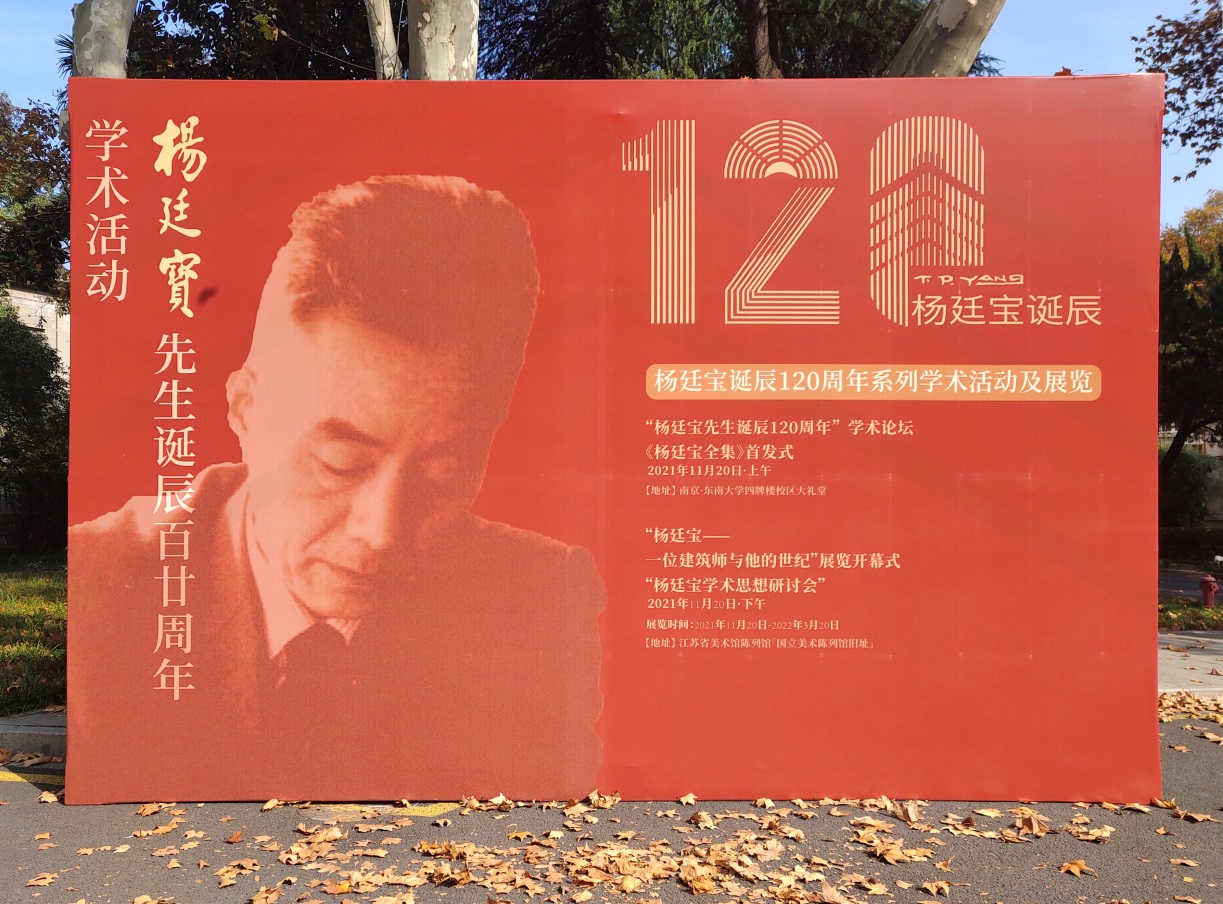 学术活动
楊廷寶先生诞辰百廿周年
120
T. P. YANG
杨廷宝诞辰
杨廷宝诞辰120周年系列学术活动及展览
“杨廷宝先生诞辰120周年”学术论坛
《杨廷宝全集》首发式
2021年11月20日·上午
【地址】南京·东南大学四牌楼校区大礼堂
“杨廷宝——
一位建筑师与他的世纪”展览开幕式
“杨廷宝学术思想研讨会”
2021年11月20日·下午
展览时间：2021年11月20日-2022年3月20日
【地址】江苏省美术馆陈列馆「国立美术陈列馆旧址」